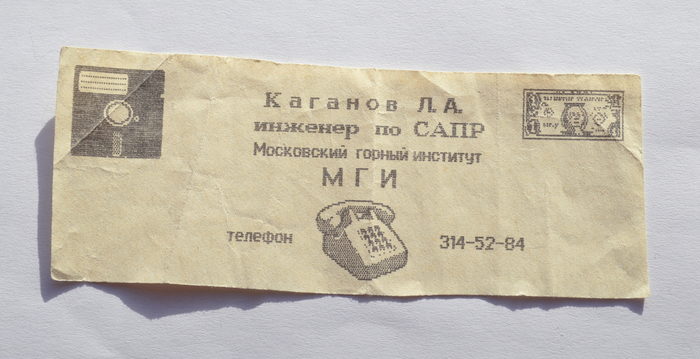 Каганов Л.А.
инженер по САПР
Московский горный институт
МГИ
телефон 314-52-84